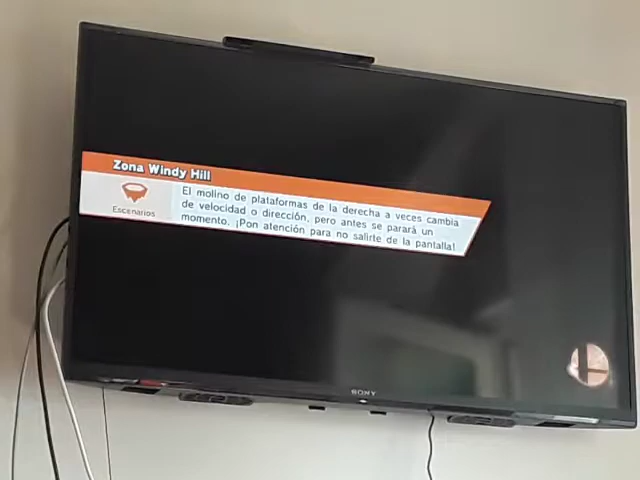 Zona Windy Hill
El molino de plataformas de la derecha a veces cambia
de velocidad o dirección, pero antes se parará un
momento. ¡Pon atención para no salirte de la pantalla!
Escenarios
SONY